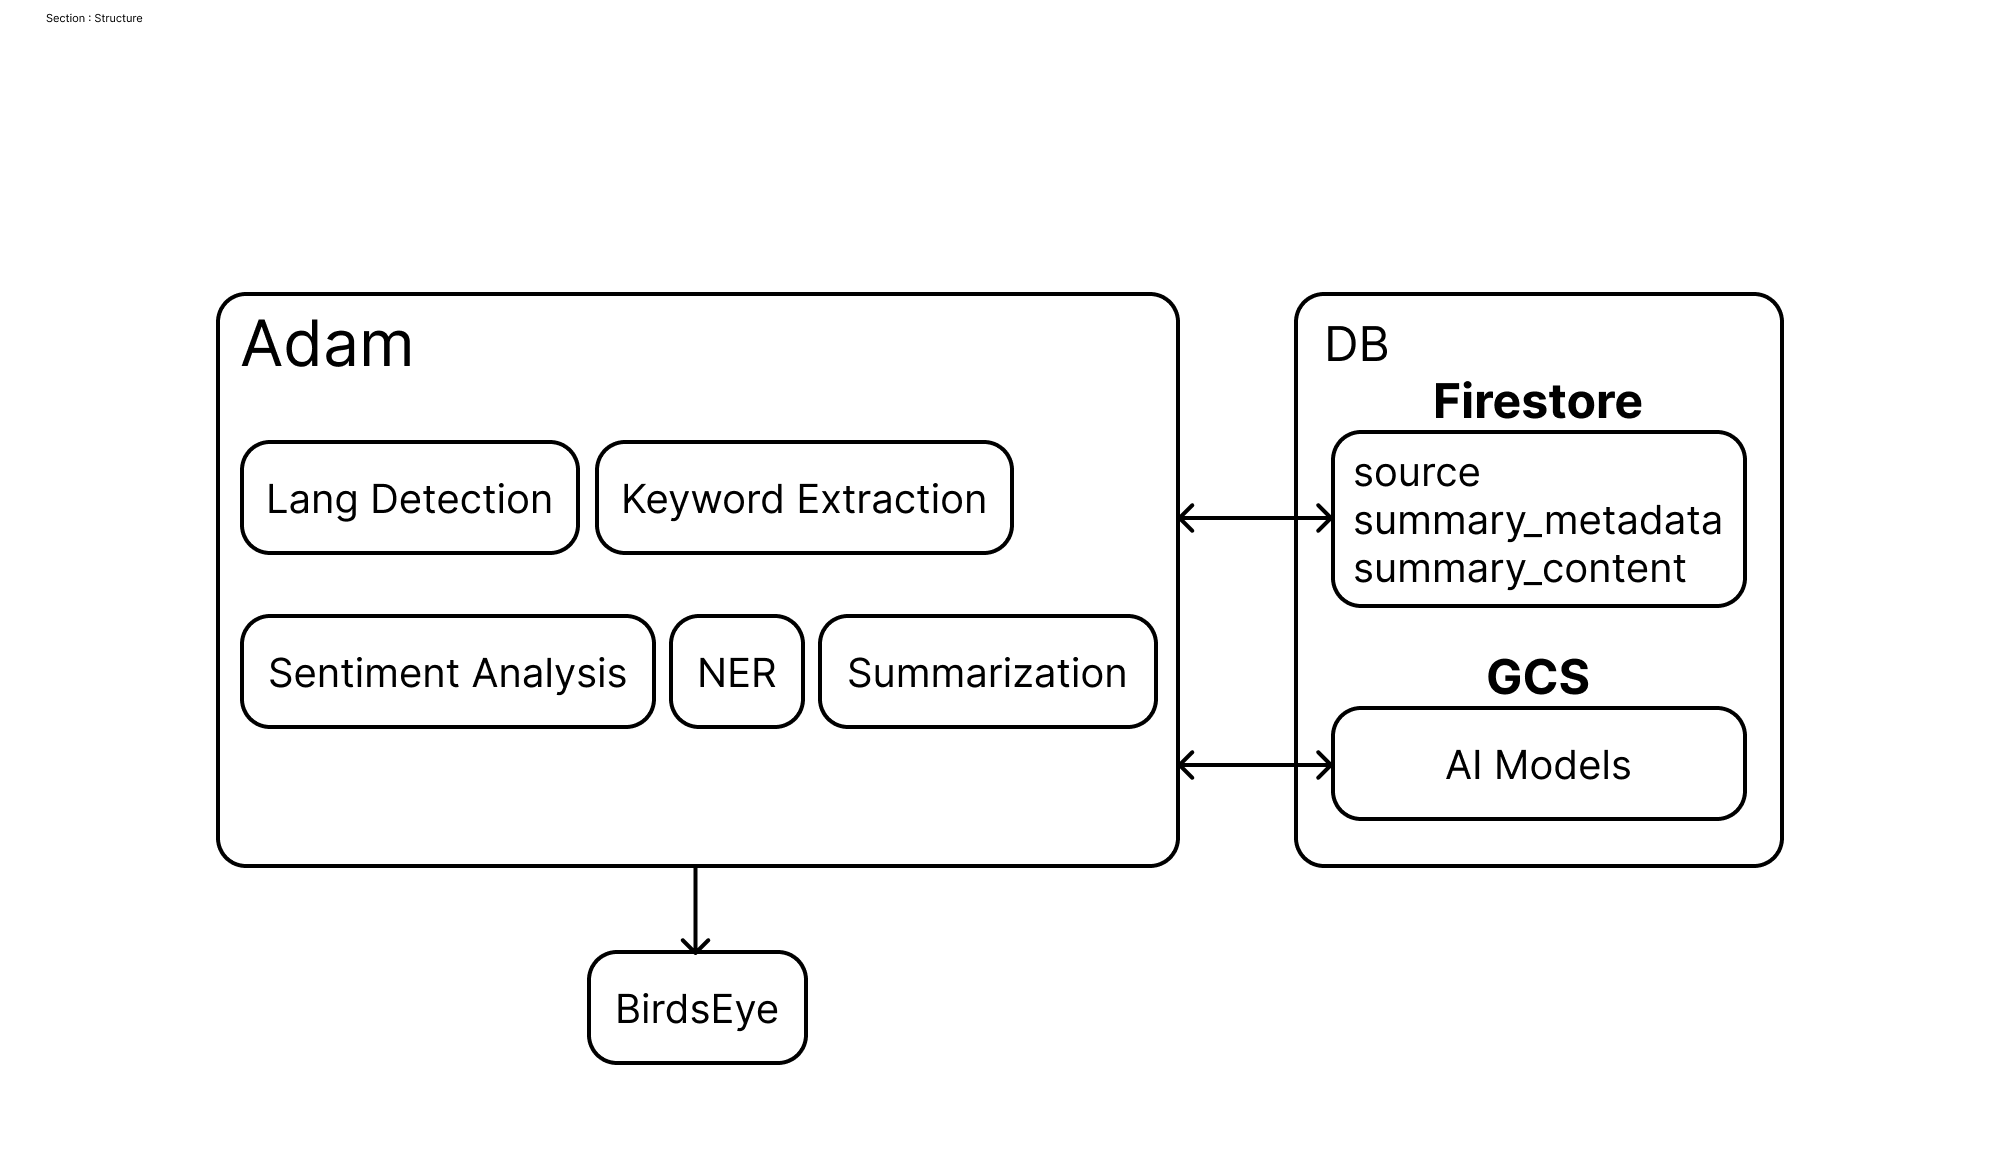 Section : Structure
Adam
Lang Detection
Keyword Extraction
Sentiment Analysis
NER
Summarization
DB
Firestore
source
summary_metadata
summary_content
GCS
AI Models
BirdsEye